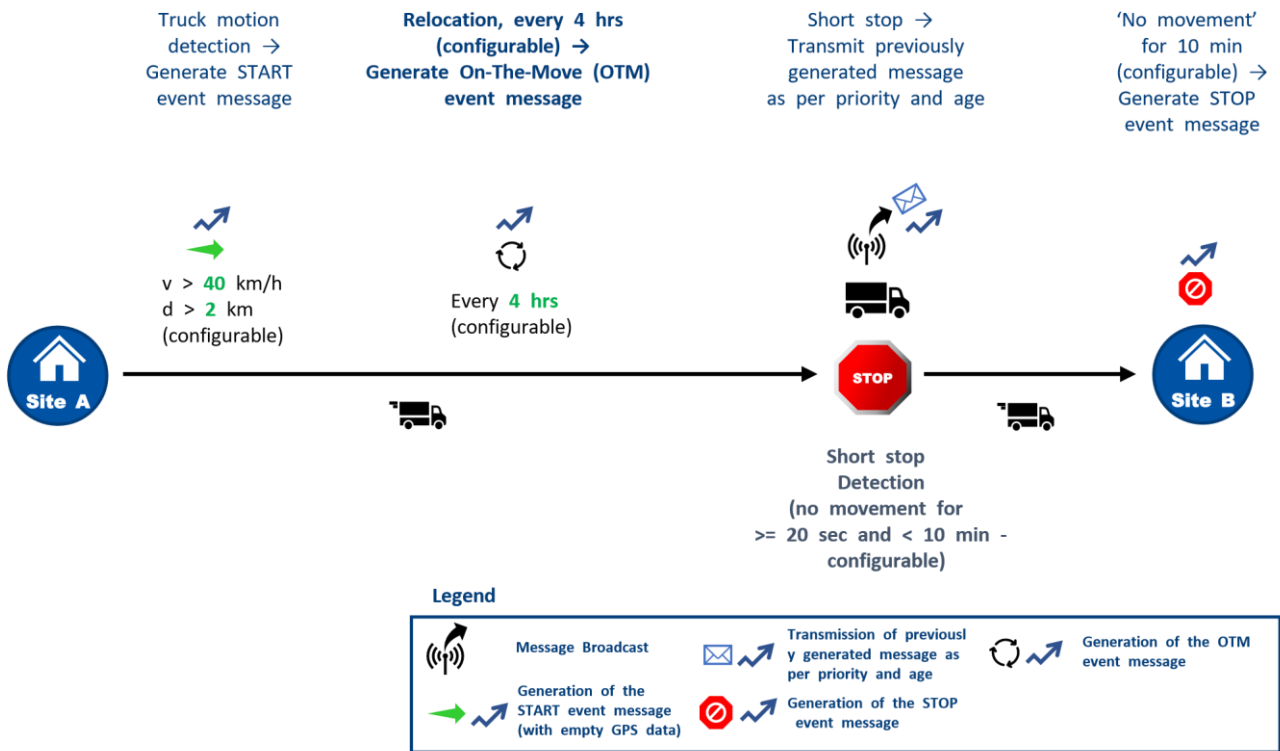 Truck motion
detection →
Generate START
event message
Relocation, every 4 hrs
(configurable) →
Generate On-The-Move (OTM)
event message
Short stop →
Transmit previously
generated message
as per priority and age
‘No movement’
for 10 min
(configurable) →
Generate STOP
event message
v > 40 km/h
d > 2 km
(configurable)
Every 4 hrs
(configurable)
Site A
STOP
Site B
Short stop
Detection
(no movement for
>= 20 sec and < 10 min -
configurable)
Legend
Message Broadcast
Transmission of previousl
y generated message as
per priority and age
Generation of the OTM
event message
Generation of the
START event message
(with empty GPS data)
Generation of the STOP
event message